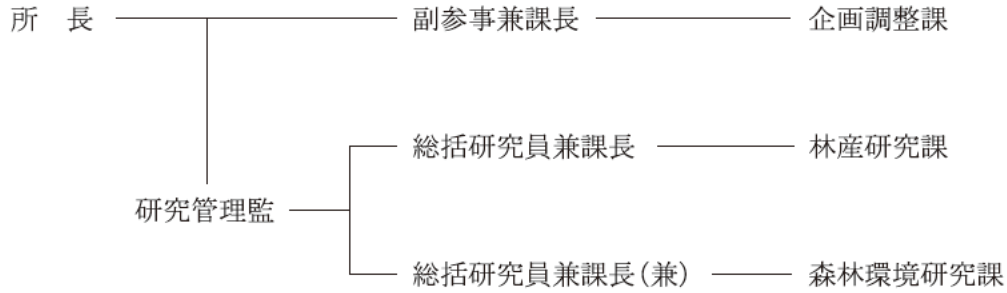 所　長　副参事兼課長　企画調整課
総括研究員兼課長　林産研究課
研究管理監
総括研究員兼課長（兼）　森林環境研究課